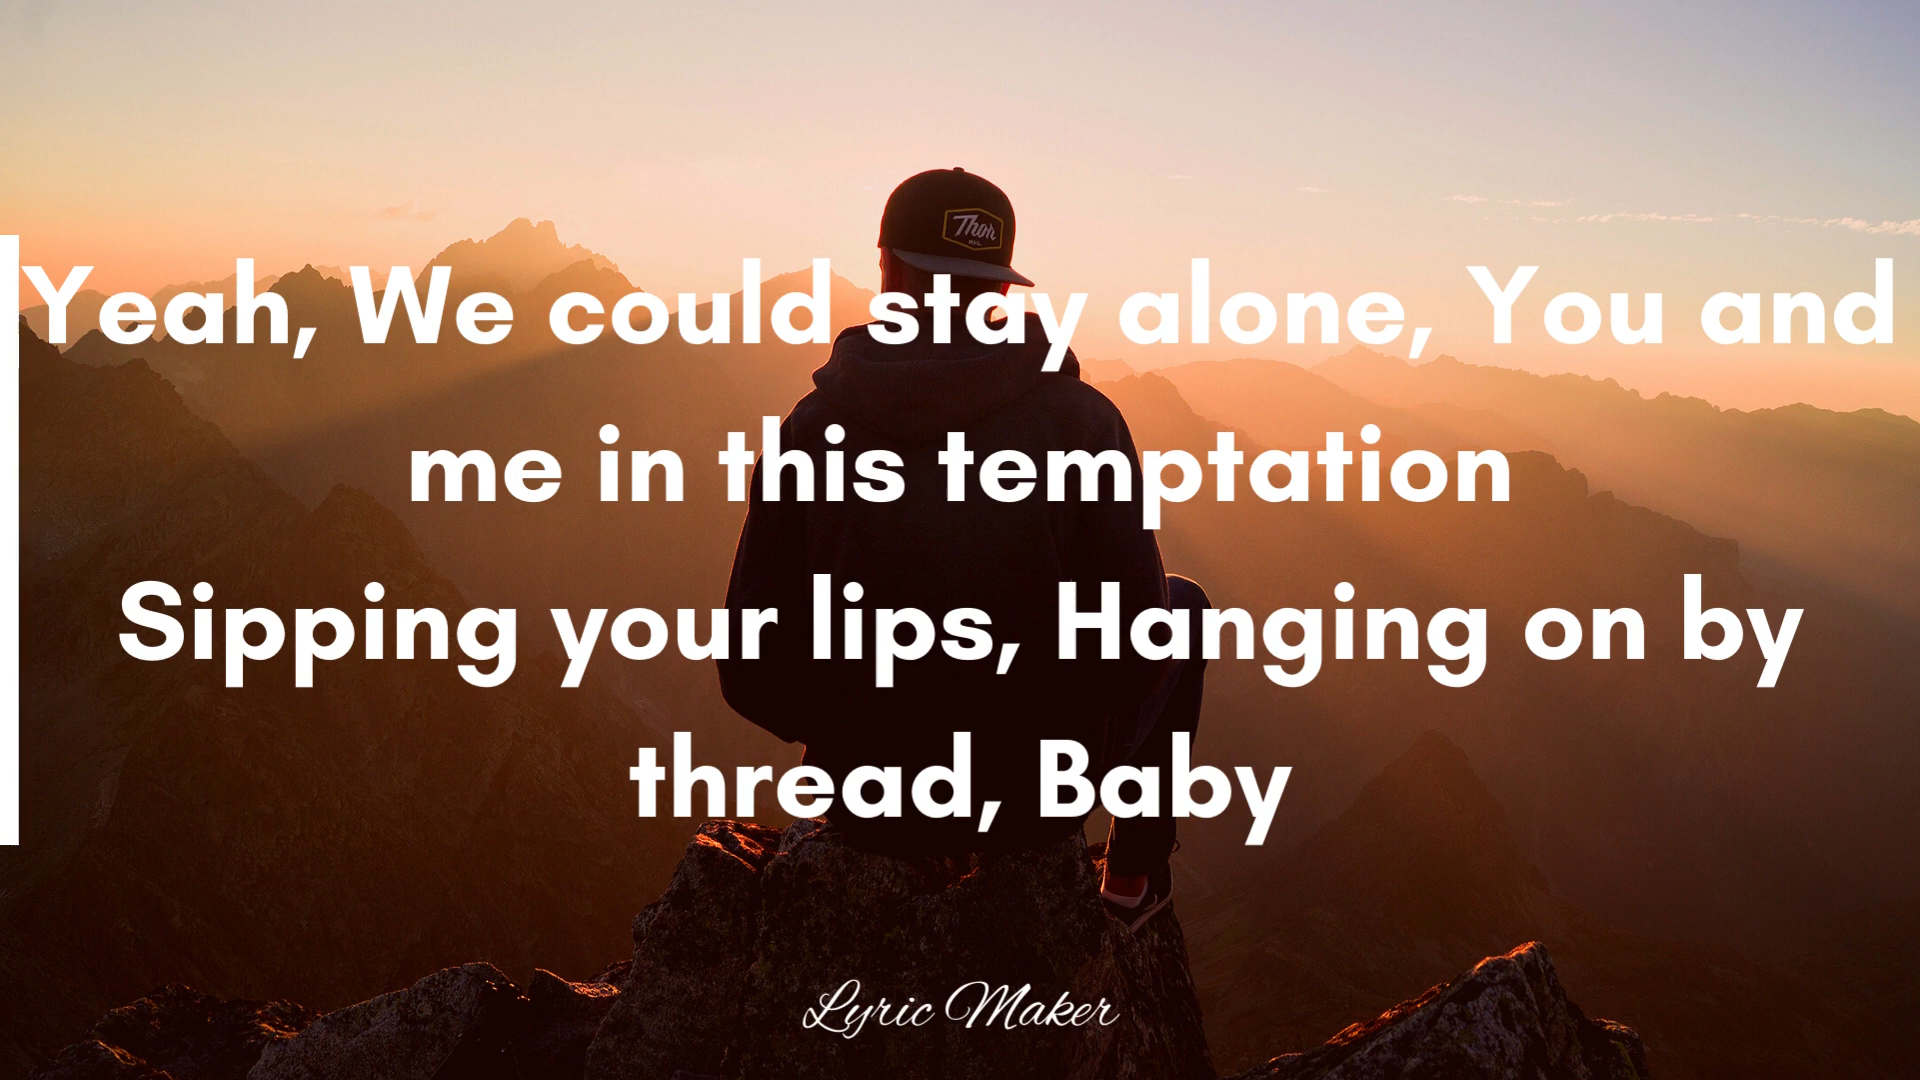 Thor
MFG.
Yeah, We could stay alone, You and
me in this temptation
Sipping your lips, Hanging on by
thread, Baby
Lyric Maker